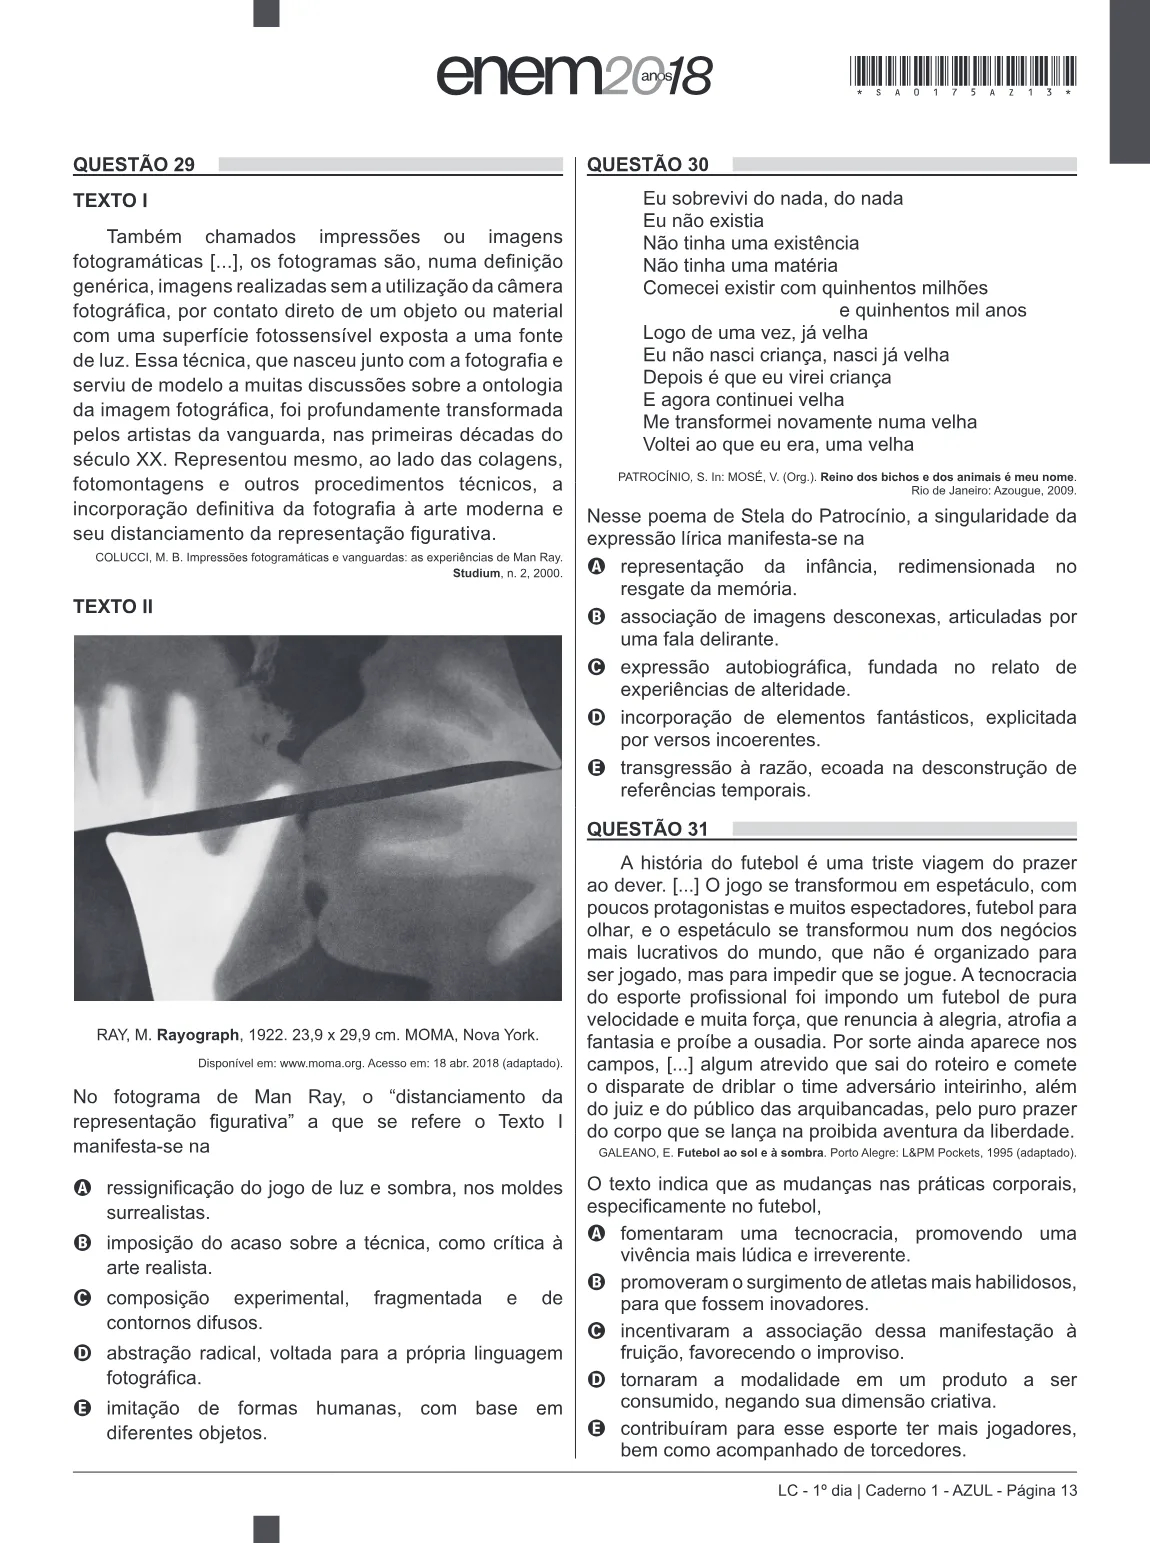 enem20anos18
*SA0175AZ13*
QUESTÃO 29
TEXTO I
Também chamados impressões ou imagens
fotogramáticas [...], os fotogramas são, numa definição
genérica, imagens realizadas sem a utilização da câmera
fotográfica, por contato direto de um objeto ou material
com uma superfície fotossensível exposta a uma fonte
de luz. Essa técnica, que nasceu junto com a fotografia e
serviu de modelo a muitas discussões sobre a ontologia
da imagem fotográfica, foi profundamente transformada
pelos artistas da vanguarda, nas primeiras décadas do
século XX. Representou mesmo, ao lado das colagens,
fotomontagens e outros procedimentos técnicos, a
incorporação definitiva da fotografia à arte moderna e
seu distanciamento da representação figurativa.
COLUCCI, M. B. Impressões fotogramáticas e vanguardas: as experiências de Man Ray.
Studium, n. 2, 2000.
TEXTO II
RAY, M. Rayograph, 1922. 23,9 x 29,9 cm. MOMA, Nova York.
Disponível em: www.moma.org. Acesso em: 18 abr. 2018 (adaptado).
No fotograma de Man Ray, o “distanciamento da
representação figurativa” a que se refere o Texto I
manifesta-se na
A ressignificação do jogo de luz e sombra, nos moldes
surrealistas.
B imposição do acaso sobre a técnica, como crítica à
arte realista.
C composição experimental, fragmentada e de
contornos difusos.
D abstração radical, voltada para a própria linguagem
fotográfica.
E imitação de formas humanas, com base em
diferentes objetos.
QUESTÃO 30
Eu sobrevivi do nada, do nada
Eu não existia
Não tinha uma existência
Não tinha uma matéria
Comecei existir com quinhentos milhões
e quinhentos mil anos
Logo de uma vez, já velha
Eu não nasci criança, nasci já velha
Depois é que eu virei criança
E agora continuei velha
Me transformei novamente numa velha
Voltei ao que eu era, uma velha
PATROCÍNIO, S. In: MOSÉ, V. (Org.). Reino dos bichos e dos animais é meu nome.
Rio de Janeiro: Azougue, 2009.
Nesse poema de Stela do Patrocínio, a singularidade da
expressão lírica manifesta-se na
A representação da infância, redimensionada no
resgate da memória.
B associação de imagens desconexas, articuladas por
uma fala delirante.
C expressão autobiográfica, fundada no relato de
experiências de alteridade.
D incorporação de elementos fantásticos, explicitada
por versos incoerentes.
E transgressão à razão, ecoada na desconstrução de
referências temporais.
QUESTÃO 31
A história do futebol é uma triste viagem do prazer
ao dever. [...] O jogo se transformou em espetáculo, com
poucos protagonistas e muitos espectadores, futebol para
olhar, e o espetáculo se transformou num dos negócios
mais lucrativos do mundo, que não é organizado para
ser jogado, mas para impedir que se jogue. A tecnocracia
do esporte profissional foi impondo um futebol de pura
velocidade e muita força, que renuncia à alegria, atrofia a
fantasia e proíbe a ousadia. Por sorte ainda aparece nos
campos, [...] algum atrevido que sai do roteiro e comete
o disparate de driblar o time adversário inteirinho, além
do juiz e do público das arquibancadas, pelo puro prazer
do corpo que se lança na proibida aventura da liberdade.
GALEANO, E. Futebol ao sol e à sombra. Porto Alegre: L&PM Pockets, 1995 (adaptado).
O texto indica que as mudanças nas práticas corporais,
especificamente no futebol,
A fomentaram uma tecnocracia, promovendo uma
vivência mais lúdica e irreverente.
B promoveram o surgimento de atletas mais habilidosos,
para que fossem inovadores.
C incentivaram a associação dessa manifestação à
fruição, favorecendo o improviso.
D tornaram a modalidade em um produto a ser
consumido, negando sua dimensão criativa.
E contribuíram para esse esporte ter mais jogadores,
bem como acompanhado de torcedores.
LC - 1º dia | Caderno 1 - AZUL - Página 13